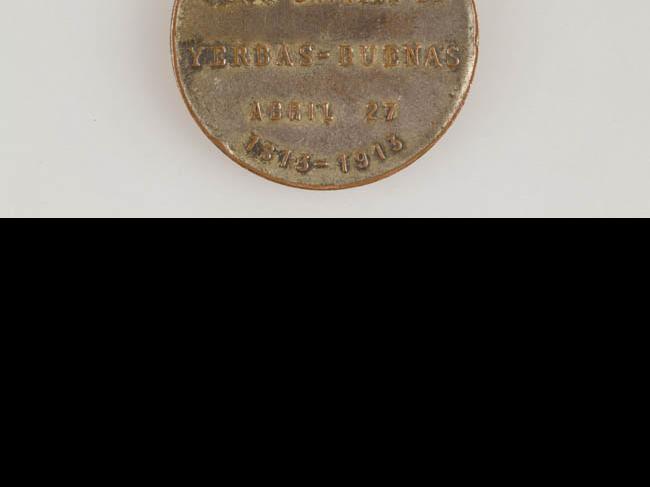 YERBAS=BUENAS
ABRIL 27
1813=1913